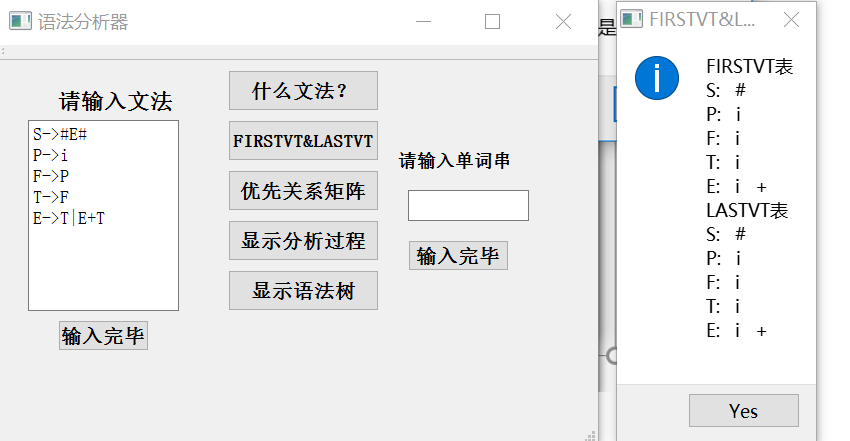 语法分析器
请输入文法
S->#E#
P->i
F->P
T->F
E->T|E+T
输入完毕
什么文法？
FIRSTVT&LASTVT
优先关系矩阵
显示分析过程
显示语法树
请输入单词串
输入完毕
是
FIRSTVT&L...
FIRSTVT表
S: #
P: i
F: i
T: i
E: i +
LASTVT表
S: #
P: i
F: i
T: i
E: i +
Yes